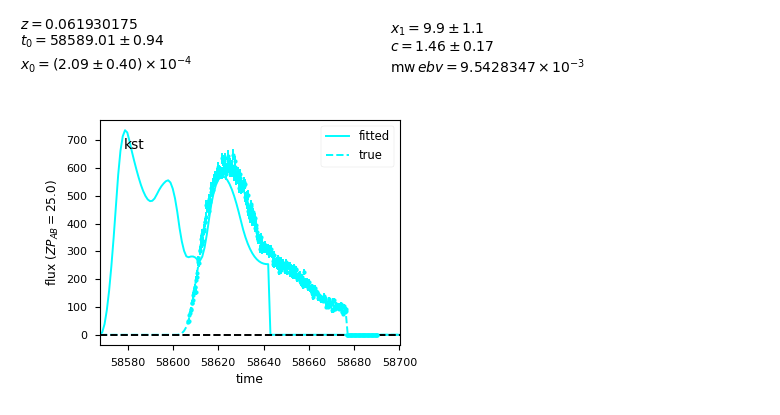 z = 0.061930175
t₀ = 58589.01 ± 0.94
x₀ = (2.09 ± 0.40) × 10⁻⁴
x₁ = 9.9 ± 1.1
c = 1.46 ± 0.17
mw ebv = 9.5428347 × 10⁻³
kst
fitted
true
700
600
500
400
300
200
100
0
flux (ZP_AB = 25.0)
58580 58600 58620 58640 58660 58680 58700
time